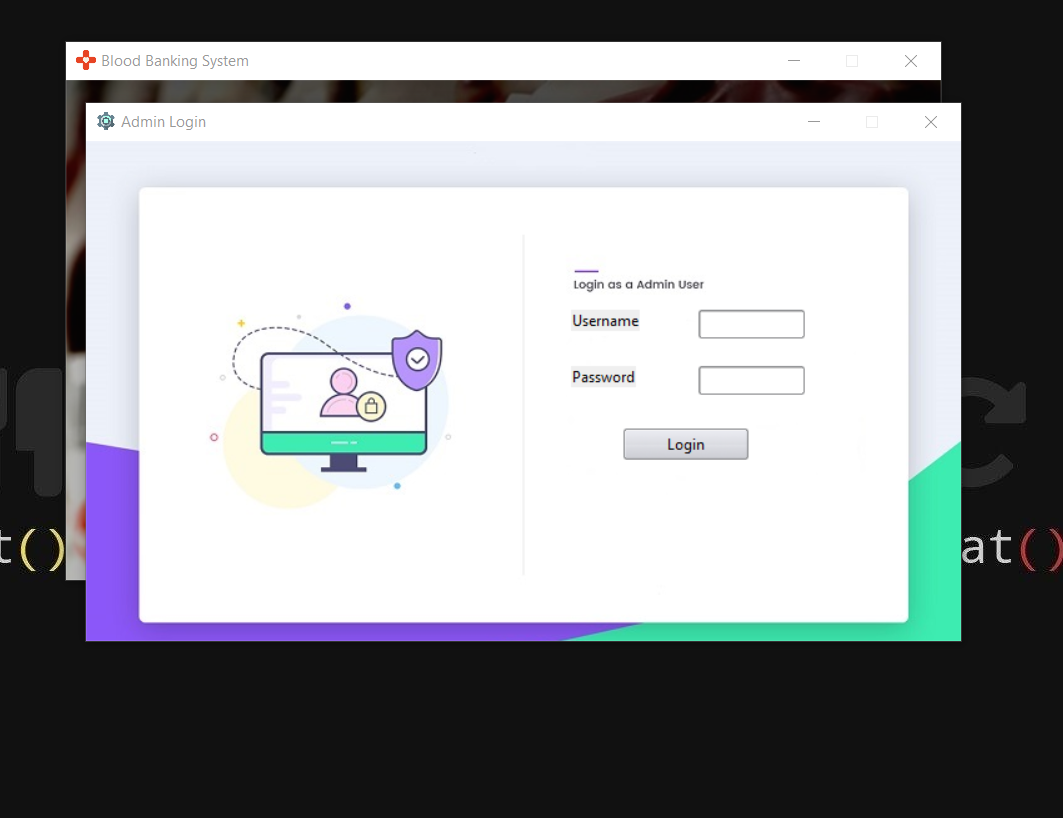 Blood Banking System
Admin Login
Login as a Admin User
Username
Password
Login
t()
at()